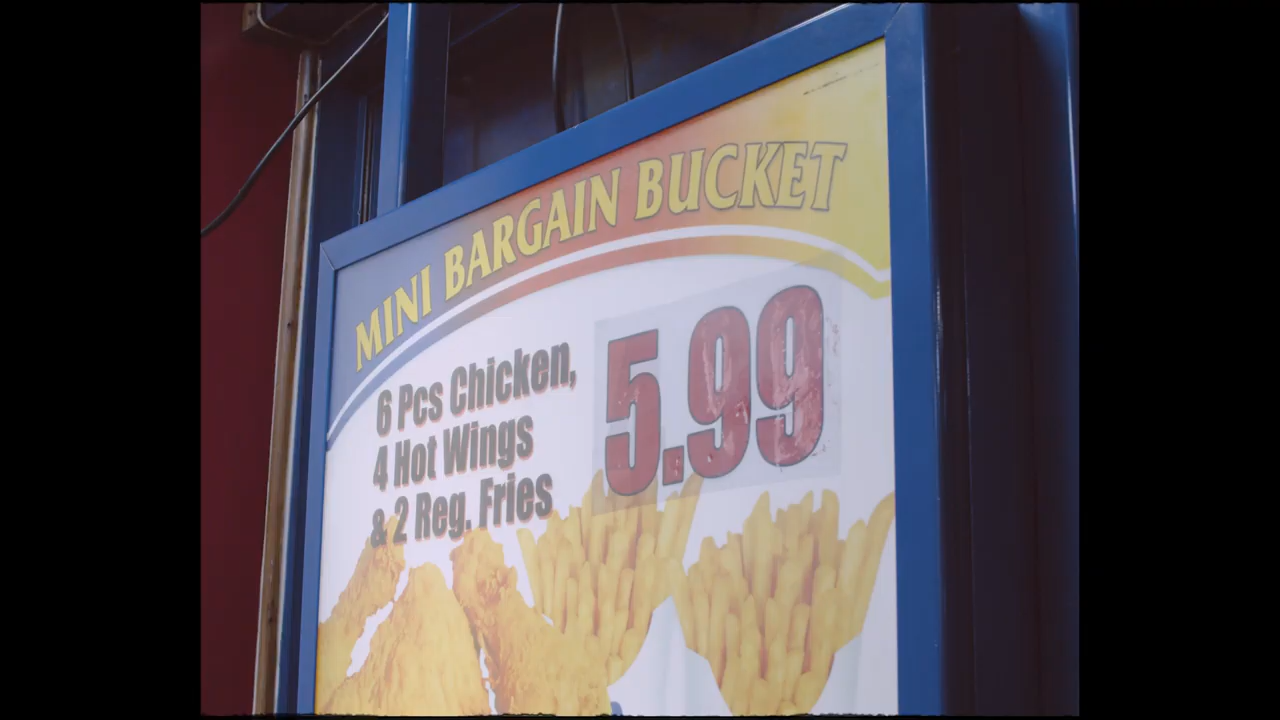 MINI BARGAIN BUCKET
6 Pcs Chicken,
4 Hot Wings
& 2 Reg. Fries
5.99